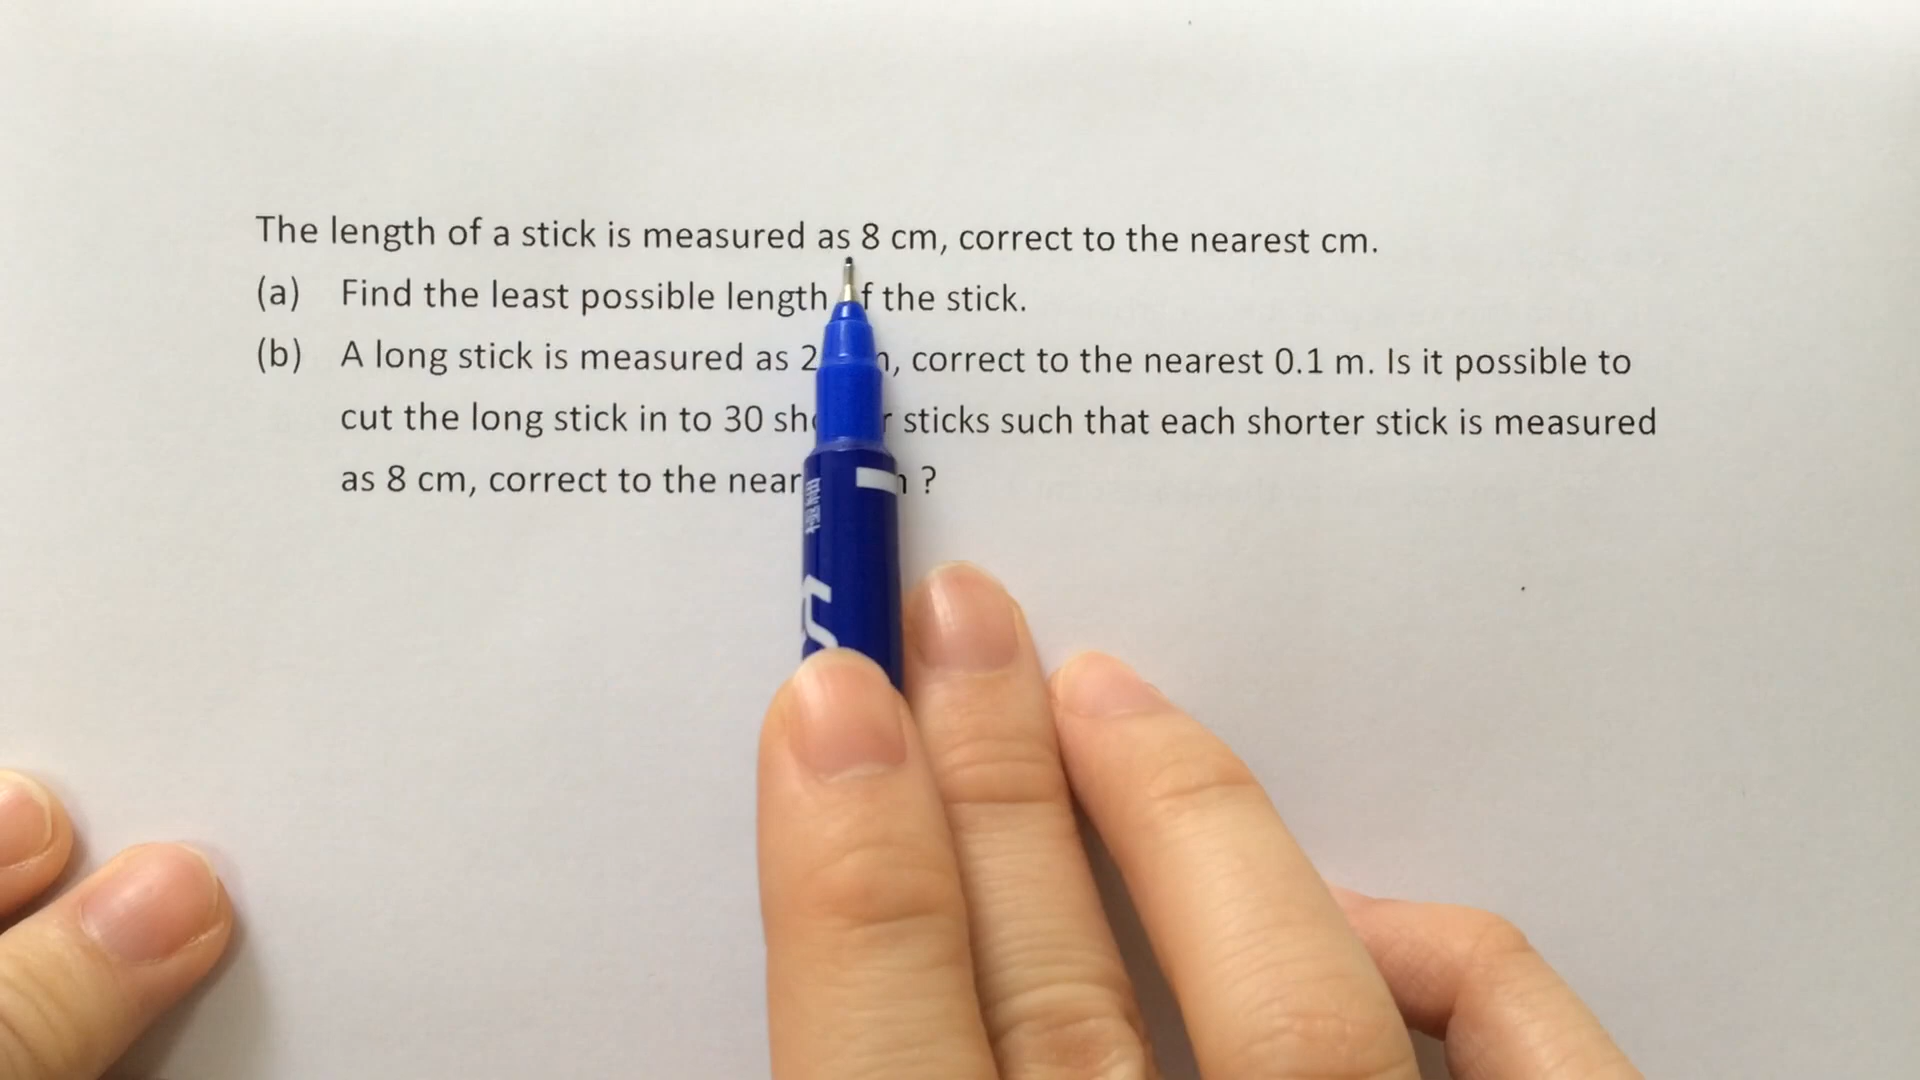 The length of a stick is measured as 8 cm, correct to the nearest cm.
(a) Find the least possible length the stick.
(b) A long stick is measured as correct to the nearest 0.1 m. Is it possible to
cut the long stick in to 30 sticks such that each shorter stick is measured
as 8 cm, correct to the ?